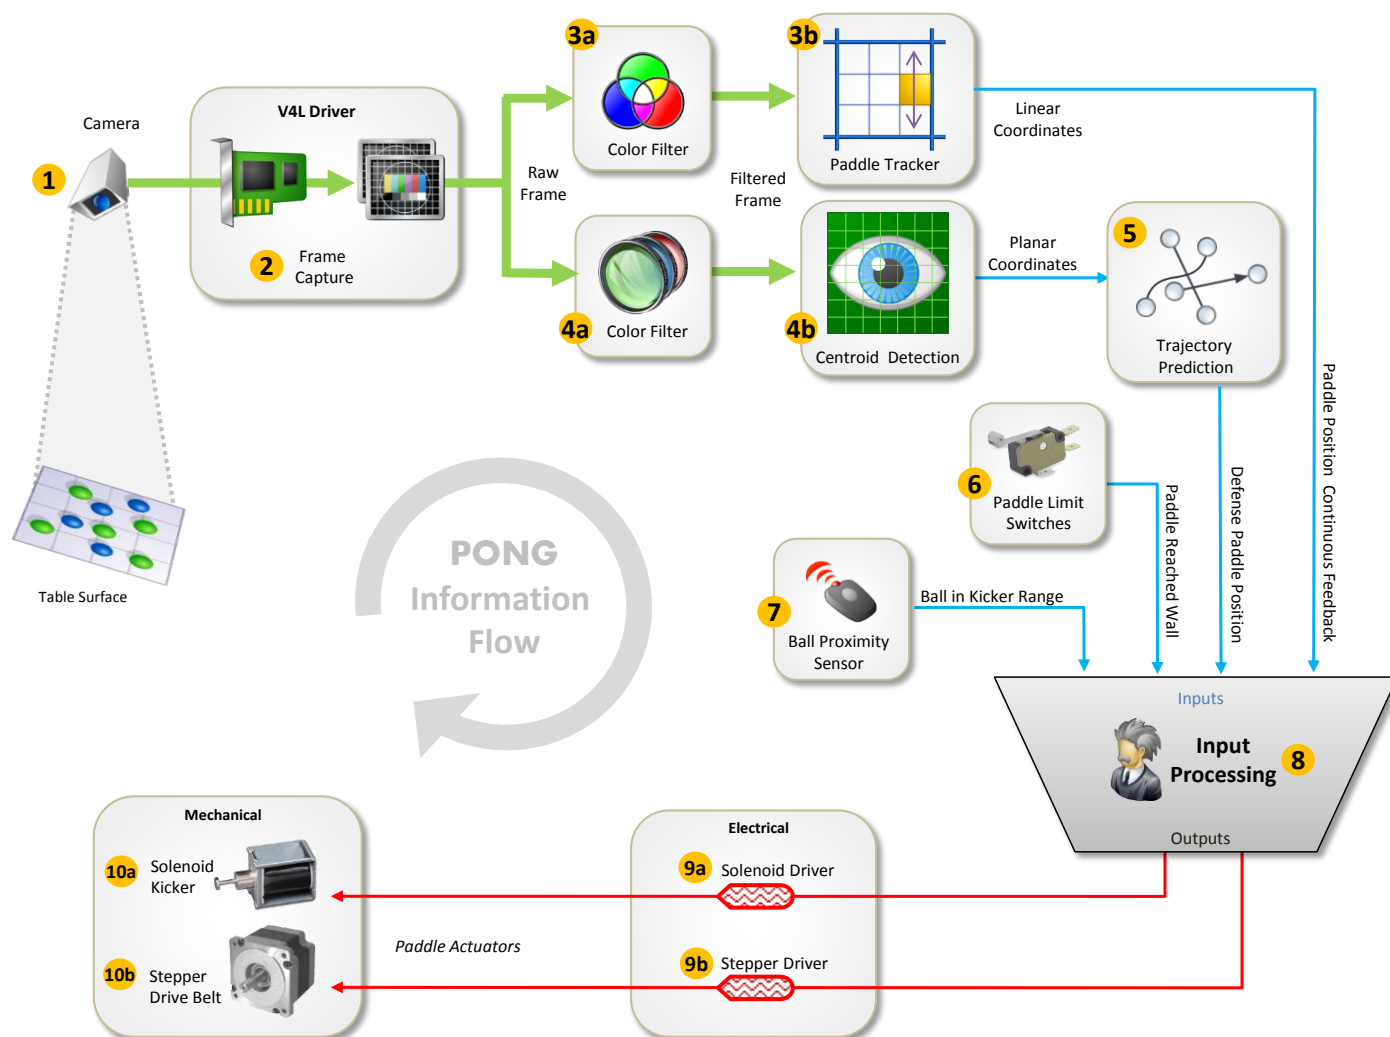 Camera
1
V4L Driver
2
Frame
Capture
Raw
Frame
3a
Color Filter
3b
Paddle Tracker
Linear
Coordinates
Filtered
Frame
4a
Color Filter
4b
Centroid Detection
Planar
Coordinates
5
Trajectory
Prediction
6
Paddle Limit
Switches
7
Ball Proximity
Sensor
Ball in Kicker Range
Paddle Reached Wall
Defense Paddle Position
Paddle Position Continuous Feedback
Table Surface
PONG
Information
Flow
Inputs
Input
Processing
8
Outputs
Electrical
9a
Solenoid Driver
9b
Stepper Driver
Paddle Actuators
Mechanical
10a
Solenoid
Kicker
10b
Stepper
Drive Belt